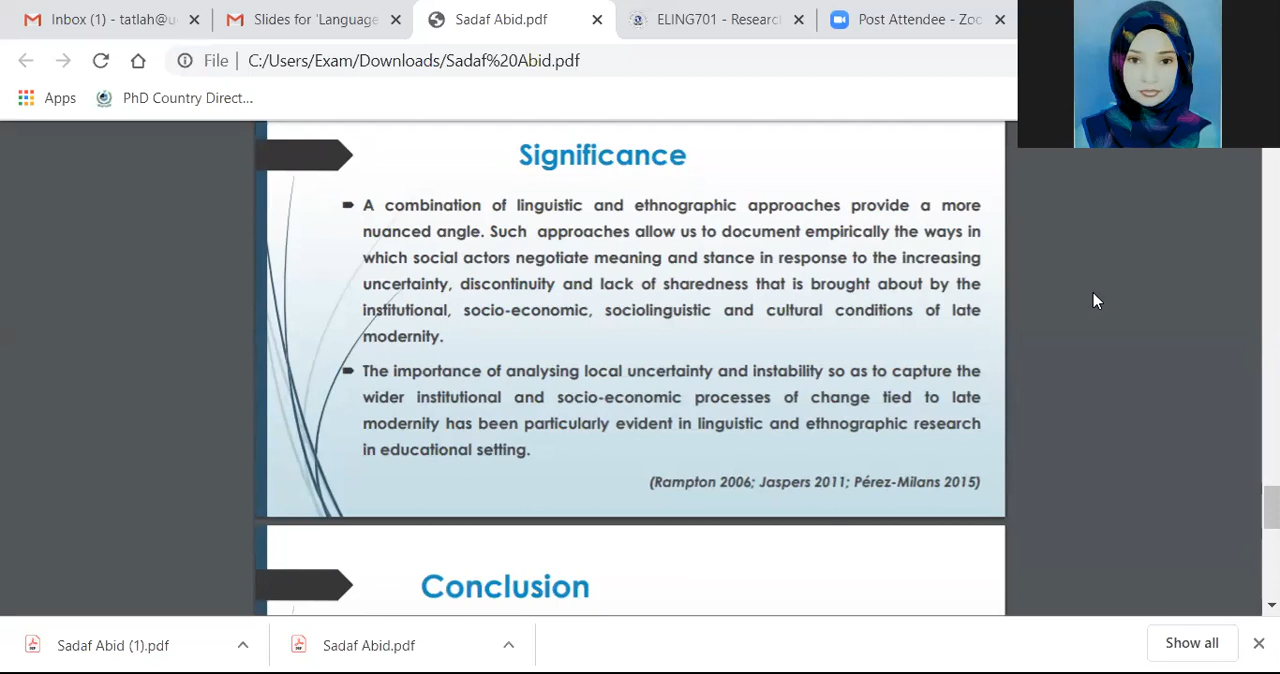 Inbox (1) - tatlah@u
Slides for 'Language
Sadaf Abid.pdf
ELING701 - Researc
Post Attendee - Zoo
File | C:/Users/Exam/Downloads/Sadaf%20Abid.pdf
Apps
PhD Country Direct...
Significance
A combination of linguistic and ethnographic approaches provide a more
nuanced angle. Such approaches allow us to document empirically the ways in
which social actors negotiate meaning and stance in response to the increasing
uncertainty, discontinuity and lack of sharedness that is brought about by the
institutional, socio-economic, sociolinguistic and cultural conditions of late
modernity.
The importance of analysing local uncertainty and instability so as to capture the
wider institutional and socio-economic processes of change tied to late
modernity has been particularly evident in linguistic and ethnographic research
in educational setting.
(Rampton 2006; Jaspers 2011; Pérez-Milans 2015)
Conclusion
Sadaf Abid (1).pdf
Sadaf Abid.pdf
Show all